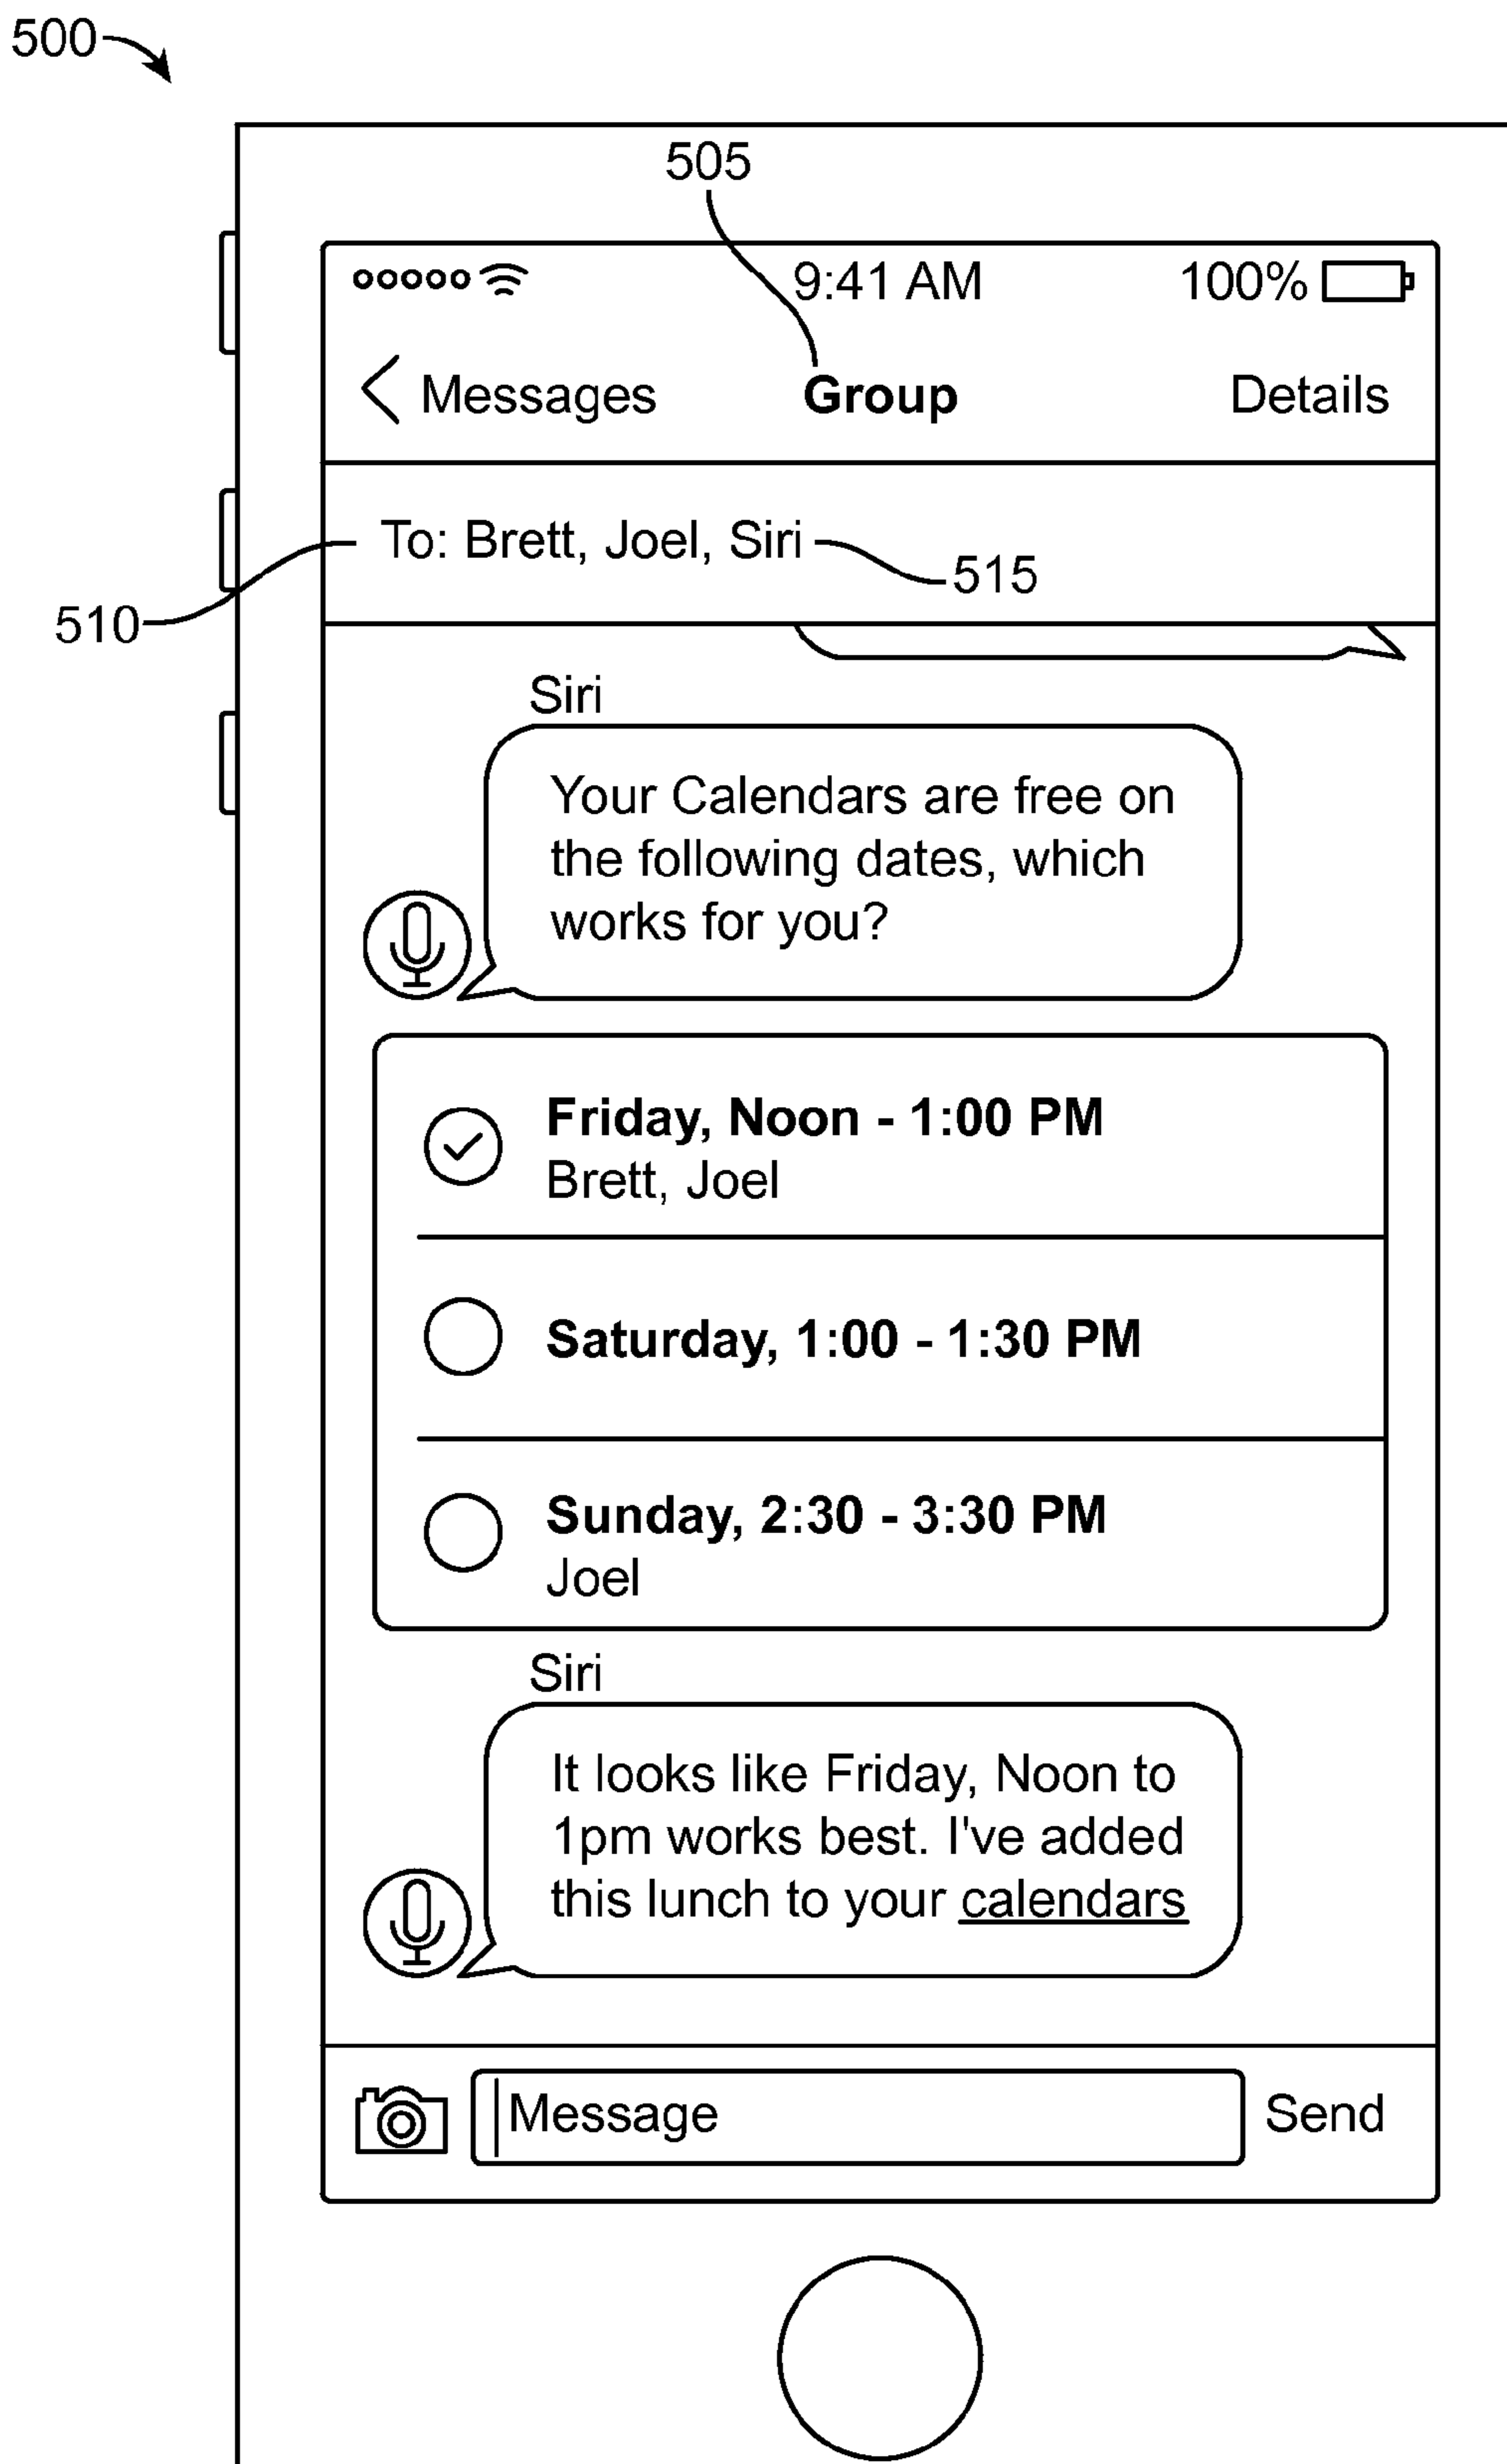 500
505
9:41 AM 100%
Messages Group Details
To: Brett, Joel, Siri
515
510
Siri
Your Calendars are free on
the following dates, which
works for you?
Friday, Noon - 1:00 PM
Brett, Joel
Saturday, 1:00 - 1:30 PM
Sunday, 2:30 - 3:30 PM
Joel
Siri
It looks like Friday, Noon to
1pm works best. I've added
this lunch to your calendars
Message Send